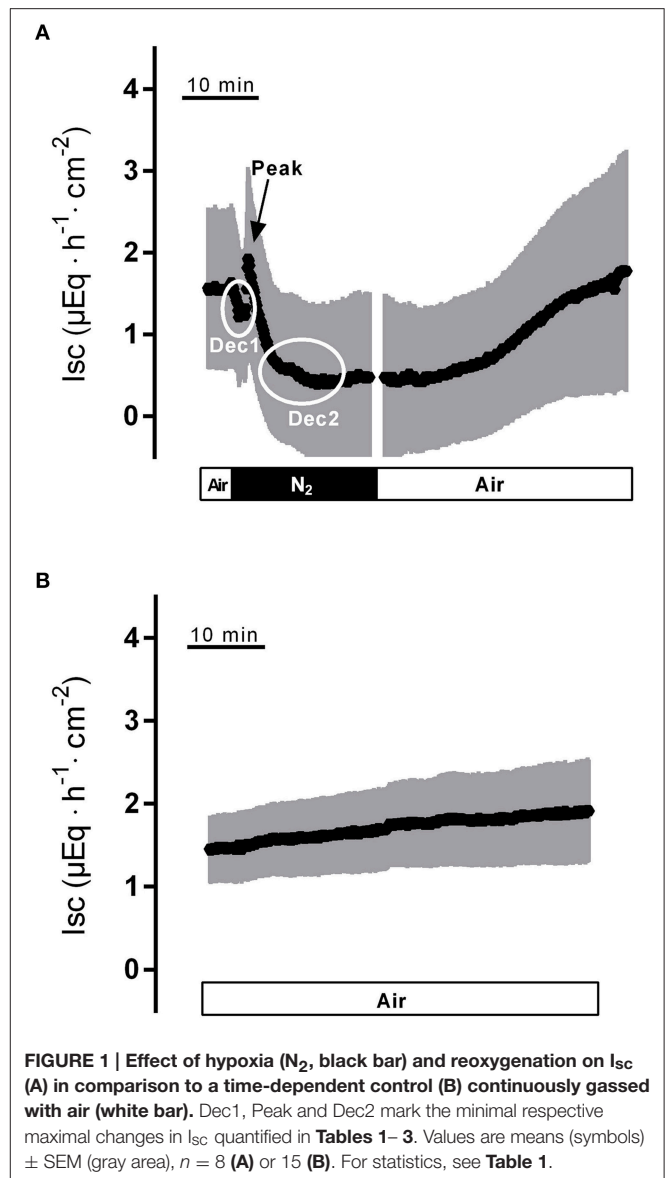 A
10 min
4
3
2
1
0
Isc (µEq · h⁻¹ · cm⁻²)
Peak
Dec1
Dec2
Air
N₂
Air
B
10 min
4
3
2
1
0
Isc (µEq · h⁻¹ · cm⁻²)
Air
FIGURE 1 | Effect of hypoxia (N₂, black bar) and reoxygenation on Isc
(A) in comparison to a time-dependent control (B) continuously gassed
with air (white bar). Dec1, Peak and Dec2 mark the minimal respective
maximal changes in Isc quantified in Tables 1– 3. Values are means (symbols)
± SEM (gray area), n = 8 (A) or 15 (B). For statistics, see Table 1.